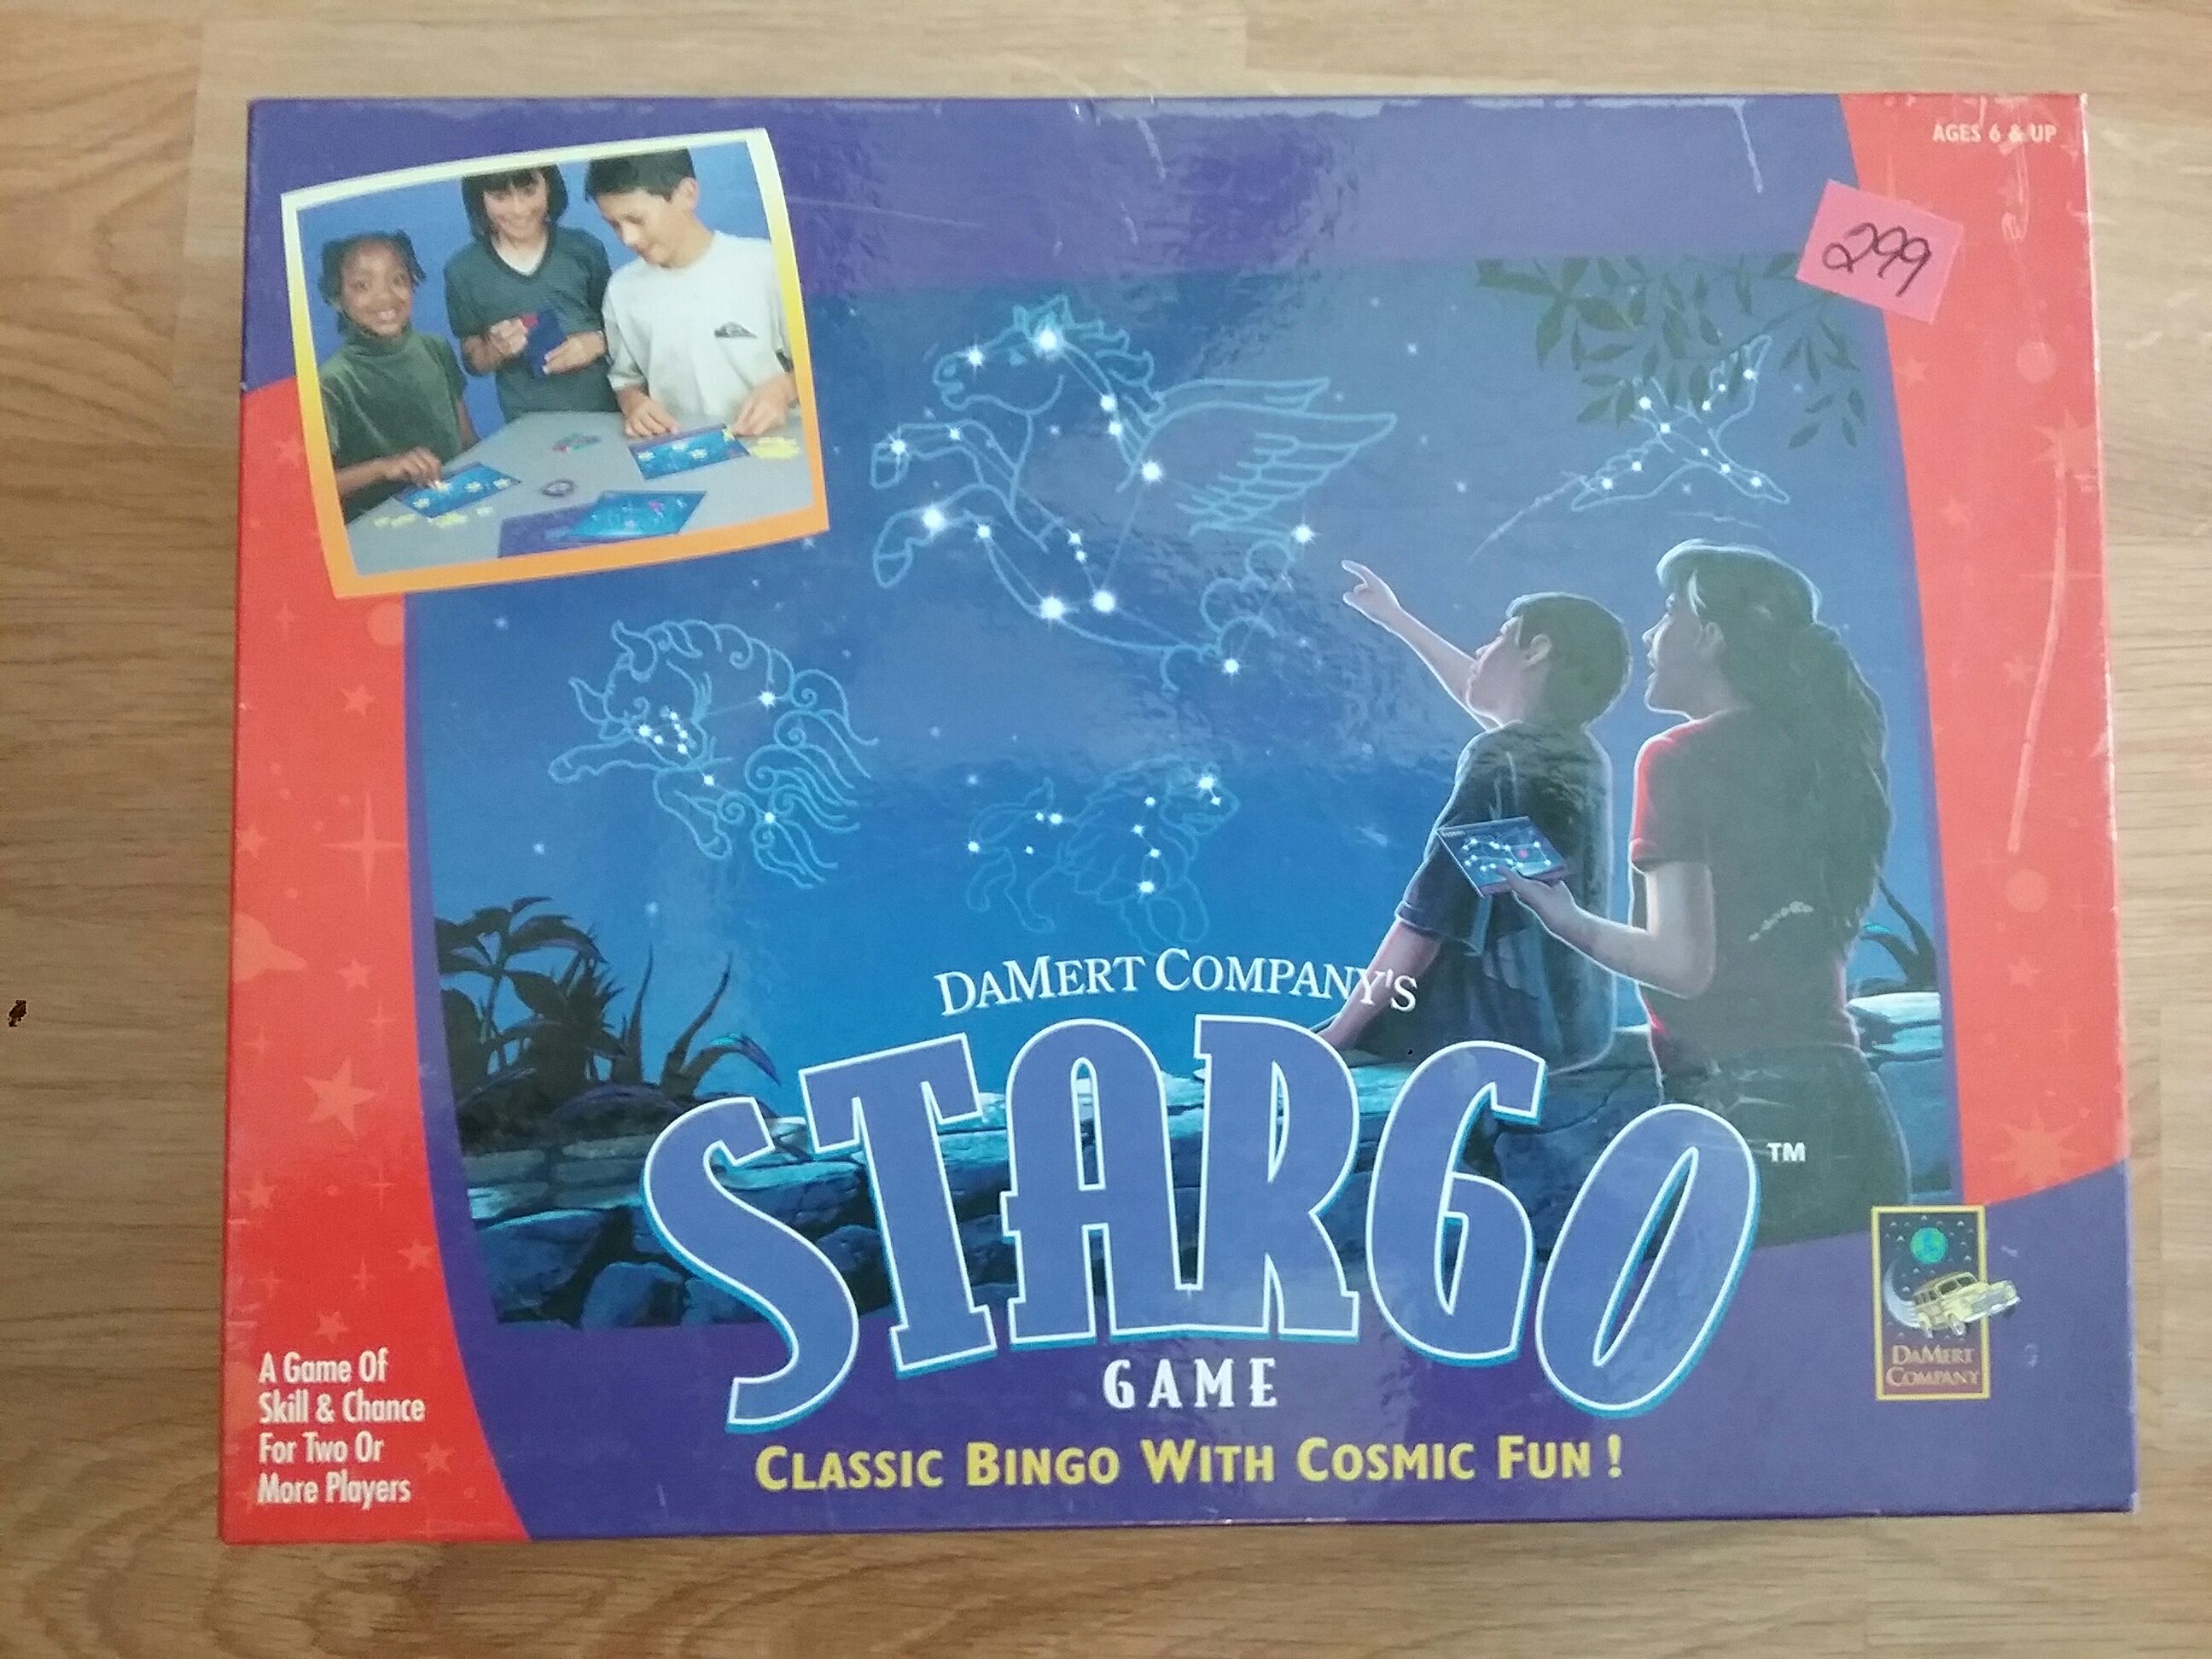 AGES 6 & UP
299
DAMERT COMPANY'S
STARGO
TM
GAME
CLASSIC BINGO WITH COSMIC FUN !
A Game Of
Skill & Chance
For Two Or
More Players
DAMERT
COMPANY